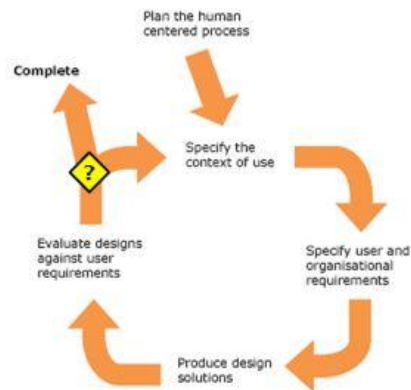 Plan the human
centered process
Complete
?
Specify the
context of use
Evaluate designs
against user
requirements
Specify user and
organisational
requirements
Produce design
solutions